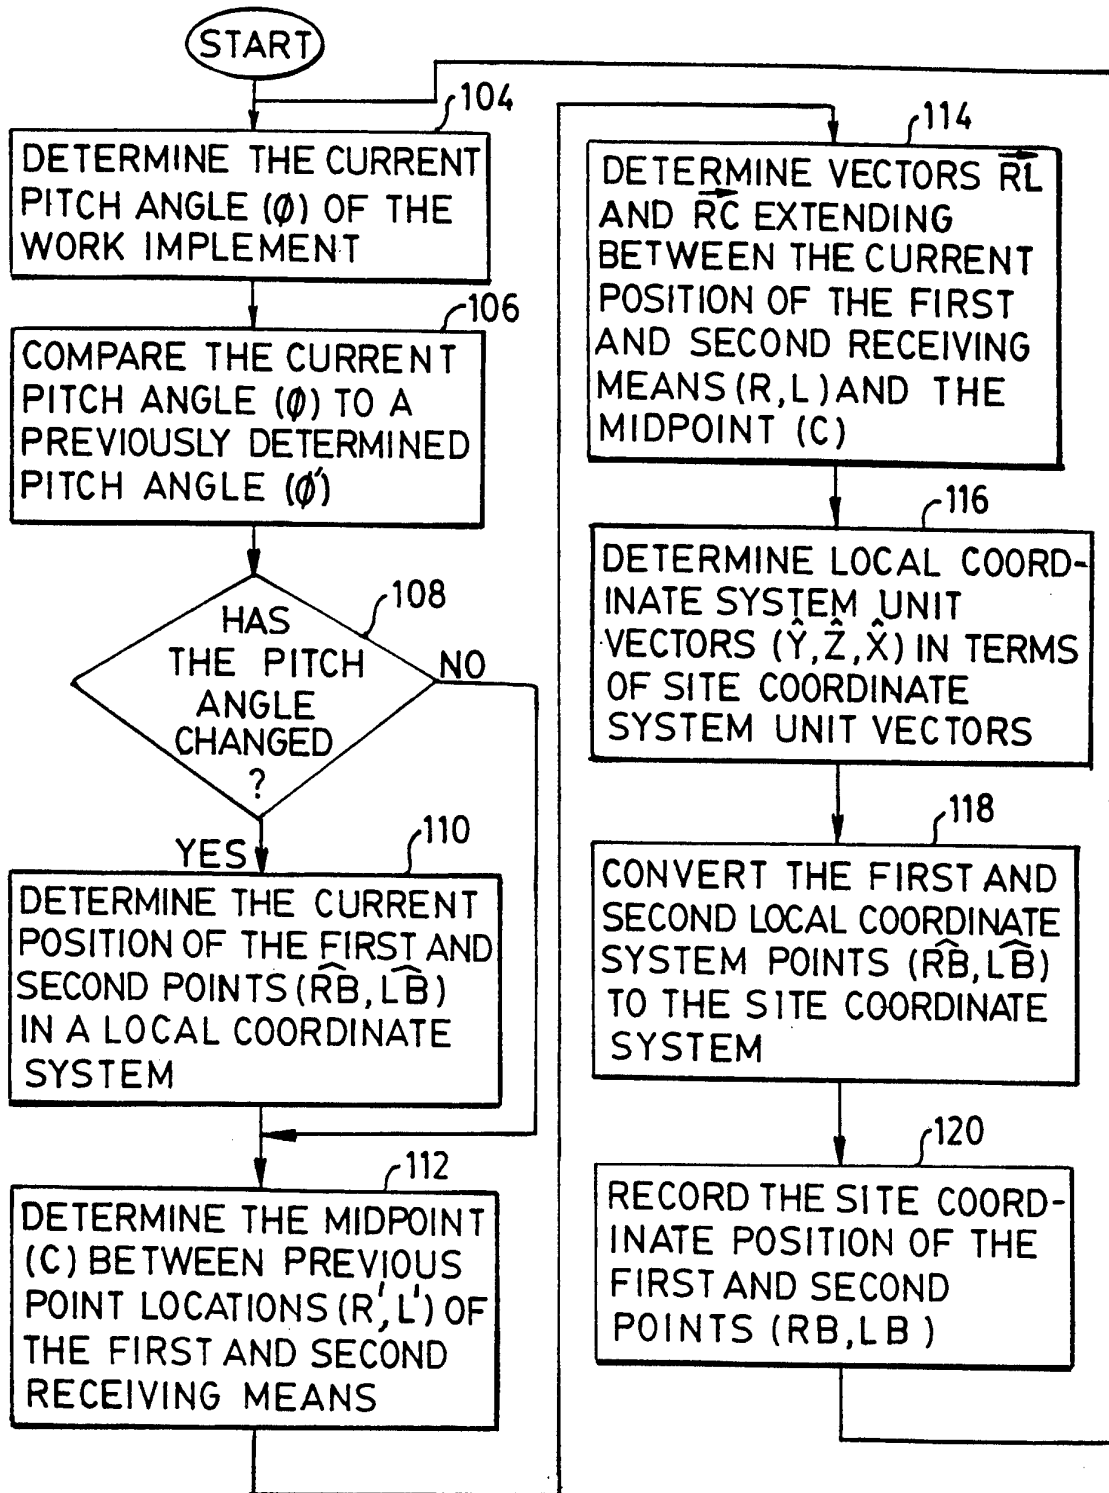 START
104
DETERMINE THE CURRENT
PITCH ANGLE (ϕ) OF THE
WORK IMPLEMENT
106
COMPARE THE CURRENT
PITCH ANGLE (ϕ) TO A
PREVIOUSLY DETERMINED
PITCH ANGLE (ϕ')
108
HAS
THE PITCH
ANGLE
CHANGED
?
NO
YES
110
DETERMINE THE CURRENT
POSITION OF THE FIRST AND
SECOND POINTS (R̂B, LB̂)
IN A LOCAL COORDINATE
SYSTEM
112
DETERMINE THE MIDPOINT
(C) BETWEEN PREVIOUS
POINT LOCATIONS (R', L') OF
THE FIRST AND SECOND
RECEIVING MEANS
114
DETERMINE VECTORS R⃗L
AND R⃗C EXTENDING
BETWEEN THE CURRENT
POSITION OF THE FIRST
AND SECOND RECEIVING
MEANS (R, L) AND THE
MIDPOINT (C)
116
DETERMINE LOCAL COORD-
INATE SYSTEM UNIT
VECTORS (Ŷ, Ẑ, X̂) IN TERMS
OF SITE COORDINATE
SYSTEM UNIT VECTORS
118
CONVERT THE FIRST AND
SECOND LOCAL COORDINATE
SYSTEM POINTS (R̂B, LB̂)
TO THE SITE COORDINATE
SYSTEM
120
RECORD THE SITE COORD-
INATE POSITION OF THE
FIRST AND SECOND
POINTS (RB, LB)